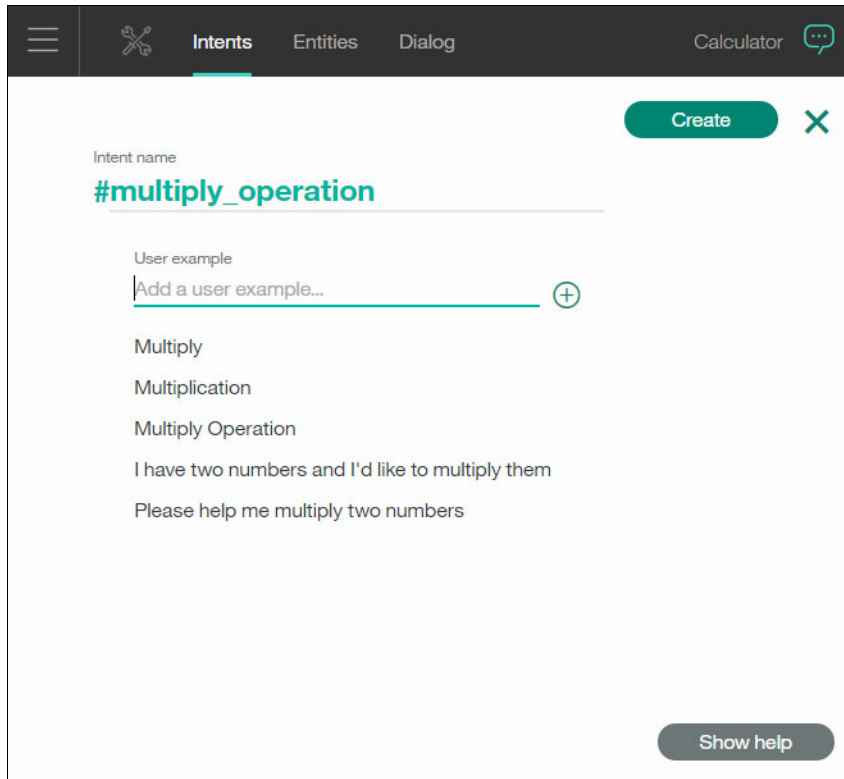 Intents Entities Dialog Calculator
Create
Intent name
#multiply_operation
User example
Add a user example...
Multiply
Multiplication
Multiply Operation
I have two numbers and I'd like to multiply them
Please help me multiply two numbers
Show help